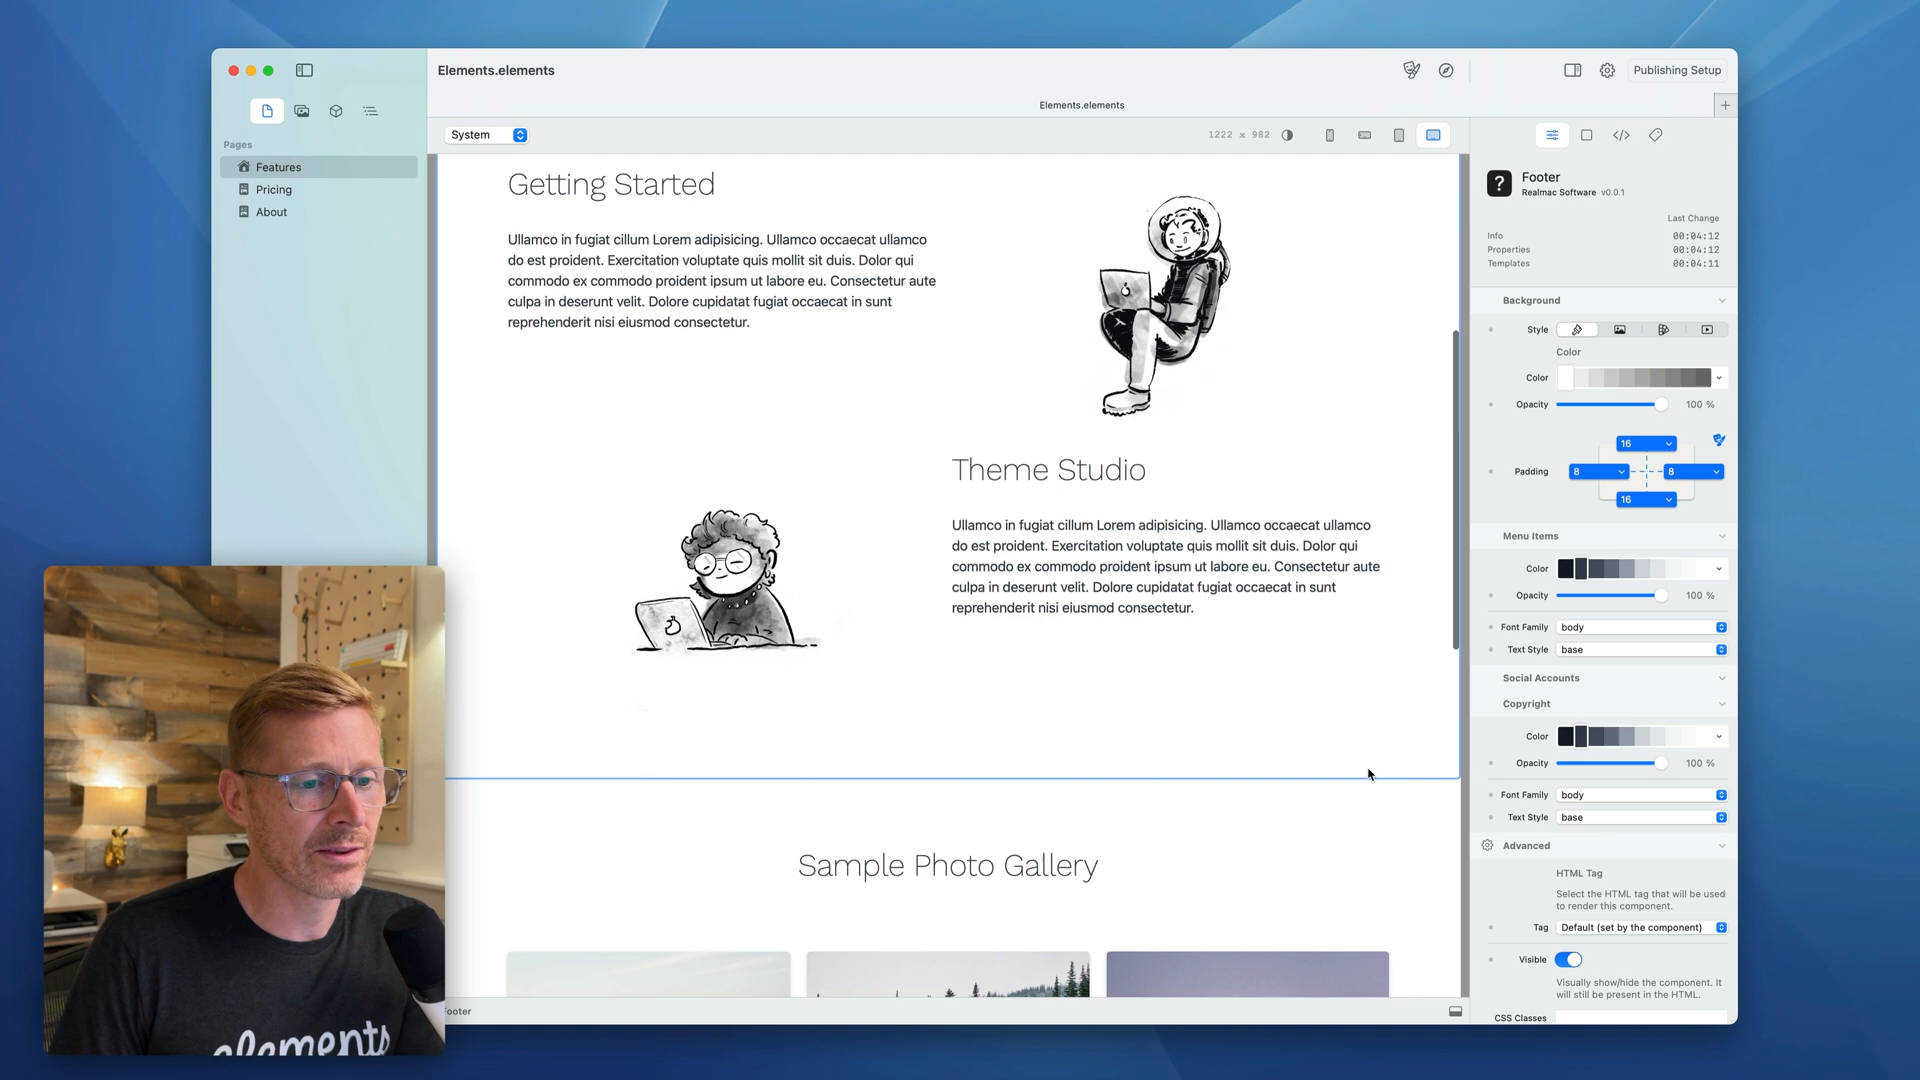 Elements.elements
Publishing Setup
Elements.elements
System
1222 x 982
Pages
Features
Pricing
About
Getting Started
Ullamco in fugiat cillum Lorem adipisicing. Ullamco occaecat ullamco
do est proident. Exercitation voluptate quis mollit sit duis. Dolor qui
commodo ex commodo proident ipsum ut labore eu. Consectetur aute
culpa in deserunt velit. Dolore cupidatat fugiat occaecat in sunt
reprehenderit nisi eiusmod consectetur.
Theme Studio
Ullamco in fugiat cillum Lorem adipisicing. Ullamco occaecat ullamco
do est proident. Exercitation voluptate quis mollit sit duis. Dolor qui
commodo ex commodo proident ipsum ut labore eu. Consectetur aute
culpa in deserunt velit. Dolore cupidatat fugiat occaecat in sunt
reprehenderit nisi eiusmod consectetur.
Sample Photo Gallery
Footer
Footer
Realmac Software v0.0.1
Last Change
Info 00:04:12
Properties 00:04:12
Templates 00:04:11
Background
Style
Color
Color
Opacity 100 %
16
Padding 8 8
16
Menu Items
Color
Opacity 100 %
Font Family body
Text Style base
Social Accounts
Copyright
Color
Opacity 100 %
Font Family body
Text Style base
Advanced
HTML Tag
Select the HTML tag that will be used
to render this component.
Tag Default (set by the component)
Visible
Visually show/hide the component. It
will still be present in the HTML.
CSS Classes
elements